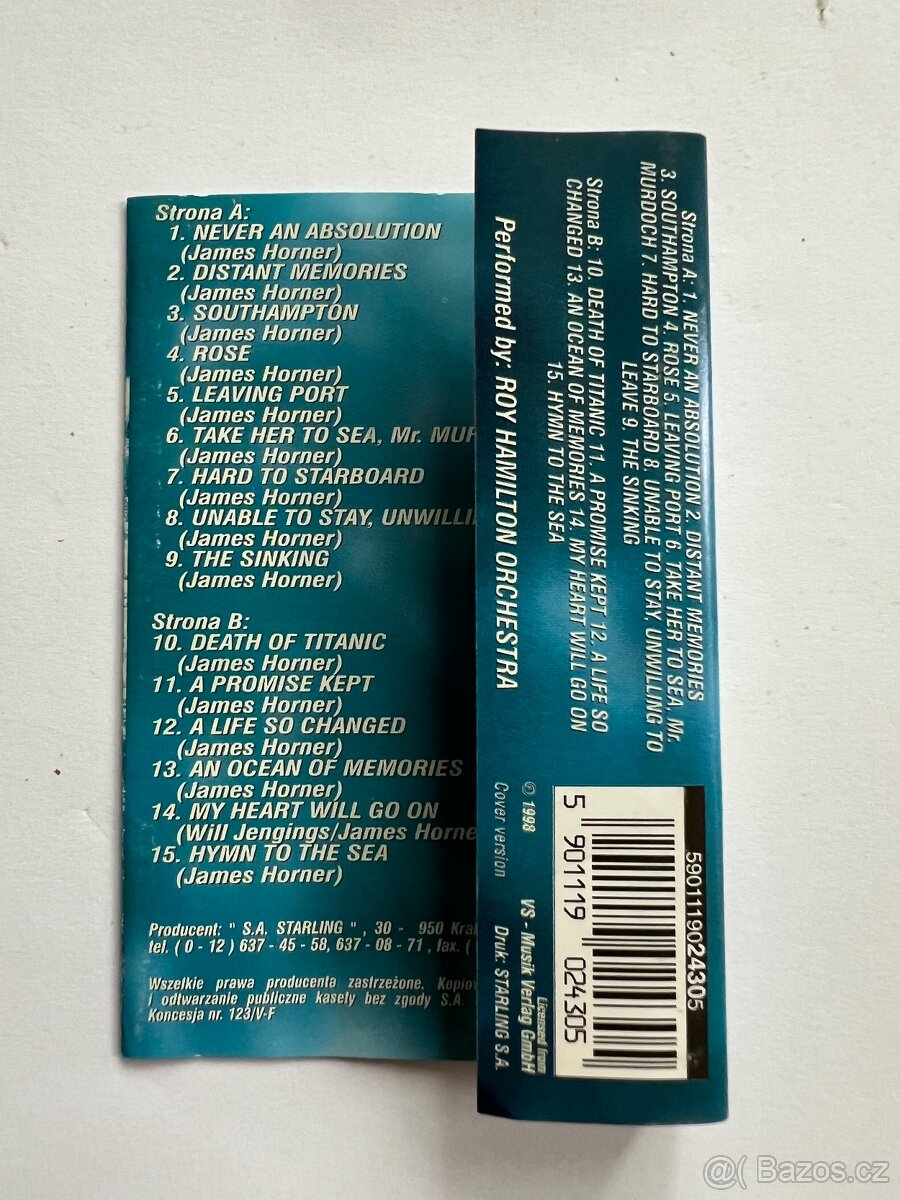 Strona A:
1. NEVER AN ABSOLUTION
(James Horner)
2. DISTANT MEMORIES
(James Horner)
3. SOUTHAMPTON
(James Horner)
4. ROSE
(James Horner)
5. LEAVING PORT
(James Horner)
6. TAKE HER TO SEA, Mr.
(James Horner)
7. HARD TO STARBOARD
(James Horner)
8. UNABLE TO STAY,
(James Horner)
9. THE SINKING
(James Horner)
Strona B:
10. DEATH OF TITANIC
(James Horner)
11. A PROMISE KEPT
(James Horner)
12. A LIFE SO CHANGED
(James Horner)
13. AN OCEAN OF MEMORIES
(James Horner)
14. MY HEART WILL GO ON
(Will Jengings/James Horne
15. HYMN TO THE SEA
(James Horner)
Producent: " S.A. STARLING " , 30 - 950
tel. ( 0 - 12 ) 637 - 45 - 58, 637 - 08 - 71 , fax. (
Wszelkie prawa producenta zastrzeżone.
i odtwarzanie publiczne kasety bez zgody S.A.
Koncesja nr. 123/V-F
Strona A: 1. NEVER AN ABSOLUTION 2. DISTANT MEMORIES
3. SOUTHAMPTON 4. ROSE 5. LEAVING PORT 6. TAKE HER TO SEA, Mr.
MURDOCH 7. HARD TO STARBOARD 8. UNABLE TO STAY, UNWILLING TO
LEAVE 9. THE SINKING
Strona B: 10. DEATH OF TITANIC 11. A PROMISE KEPT 12. A LIFE SO
CHANGED 13. AN OCEAN OF MEMORIES 14. MY HEART WILL GO ON
15. HYMN TO THE SEA
Performed by: ROY HAMILTON ORCHESTRA
5901119024305
5 901119 024305
Licensed from
℗ 1998 VS - Musik Verlag GmbH
Cover version Druk: STARLING S.A.
@( Bazos.cz